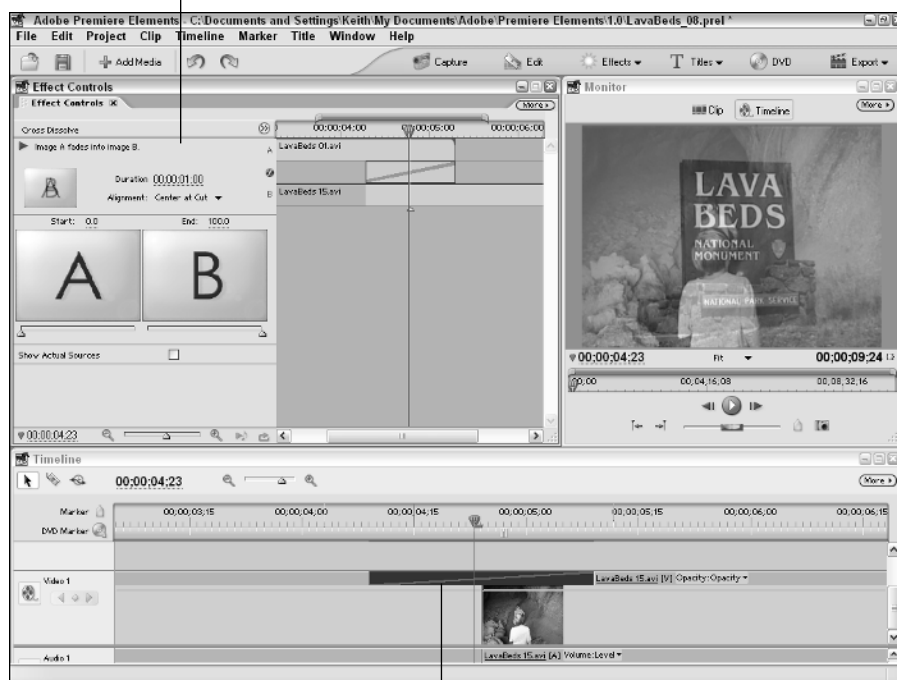 Adobe Premiere Elements - C:\Documents and Settings\Keith\My Documents\Adobe\Premiere Elements\1.0\LavaBeds_08.prel *
File Edit Project Clip Timeline Marker Title Window Help
Add Media Capture Edit Effects Titles DVD Export
Effect Controls
Effect Controls
More
Cross Dissolve
00;00;04;00 00;00;05;00 00;00;06;00
Image A fades into image B.
A LavaBeds 01.avi
A
Duration 00;00;01;00
Alignment: Center at Cut
B LavaBeds 15.avi
Start: 0.0 End: 100.0
A B
Show Actual Sources
00;00;04;23
Monitor
Clip Timeline
More
LAVA
BEDS
NATIONAL
MONUMENT
NATIONAL PARK SERVICE
00;00;04;23 Fit 00;00;09;24
00;00 00;04;16;08 00;08;32;16
Timeline
00;00;04;23
More
Marker
DVD Marker
00;00;03;15 00;00;04;00 00;00;04;15 00;00;05;00 00;00;05;15 00;00;06;00 00;00;06;15
Video 1
LavaBeds 15.avi [V] Opacity:Opacity
LavaBeds 15.avi [A] Volume:Level
Audio 1